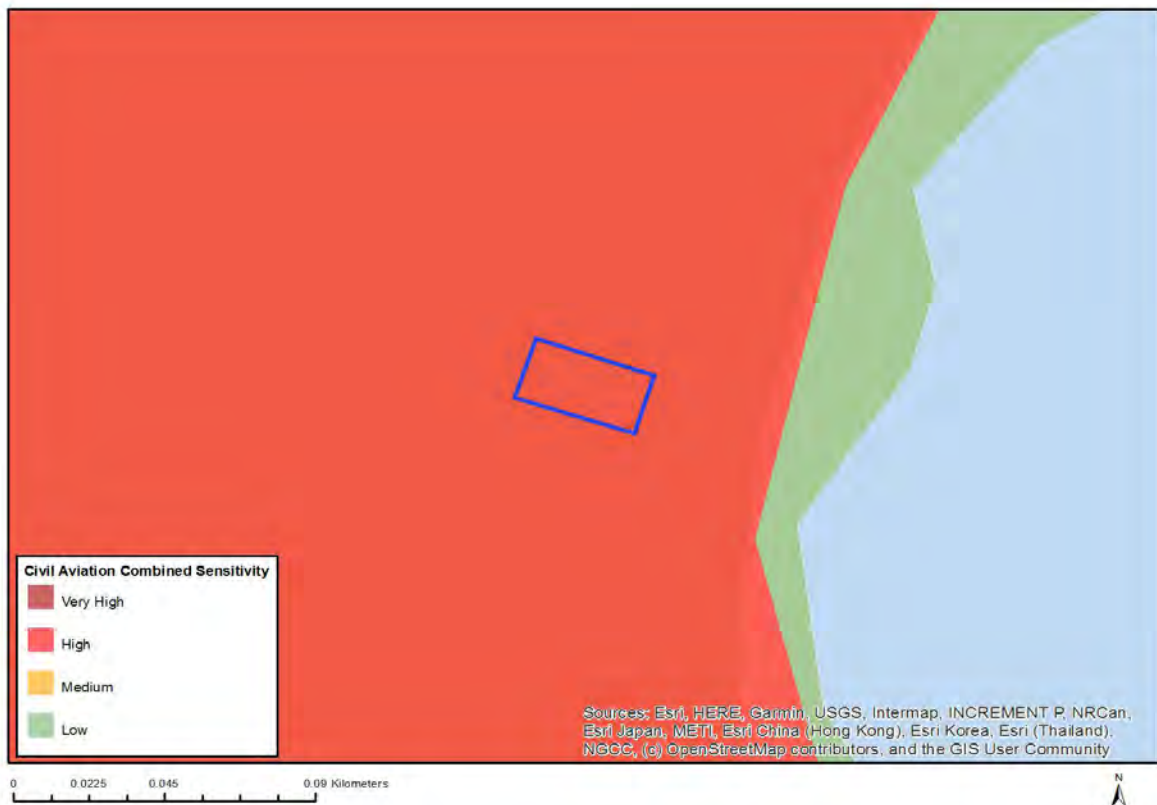 Civil Aviation Combined Sensitivity
Very High
High
Medium
Low
Sources: Esri, HERE, Garmin, USGS, Intermap, INCREMENT P, NRCan,
Esri Japan, METI, Esri China (Hong Kong), Esri Korea, Esri (Thailand),
NGCC, (c) OpenStreetMap contributors, and the GIS User Community
0 0.0225 0.045 0.09 Kilometers
N